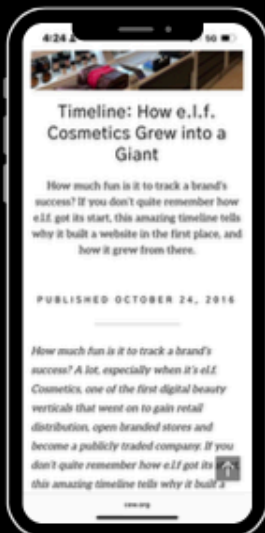 4:24
5G
Timeline: How e.l.f.
Cosmetics Grew into a
Giant
How much fun is it to track a brand's
success? If you don't quite remember how
e.l.f. got its start, this amazing timeline tells
why it built a website in the first place, and
how it grew from there.
PUBLISHED OCTOBER 24, 2016
How much fun is it to track a brand's
success? A lot, especially when it's e.l.f.
Cosmetics, one of the first digital beauty
verticals that went on to gain retail
distribution, open branded stores and
become a publicly traded company. If you
don't quite remember how e.l.f got its
this amazing timeline tells why it built a
cew.org